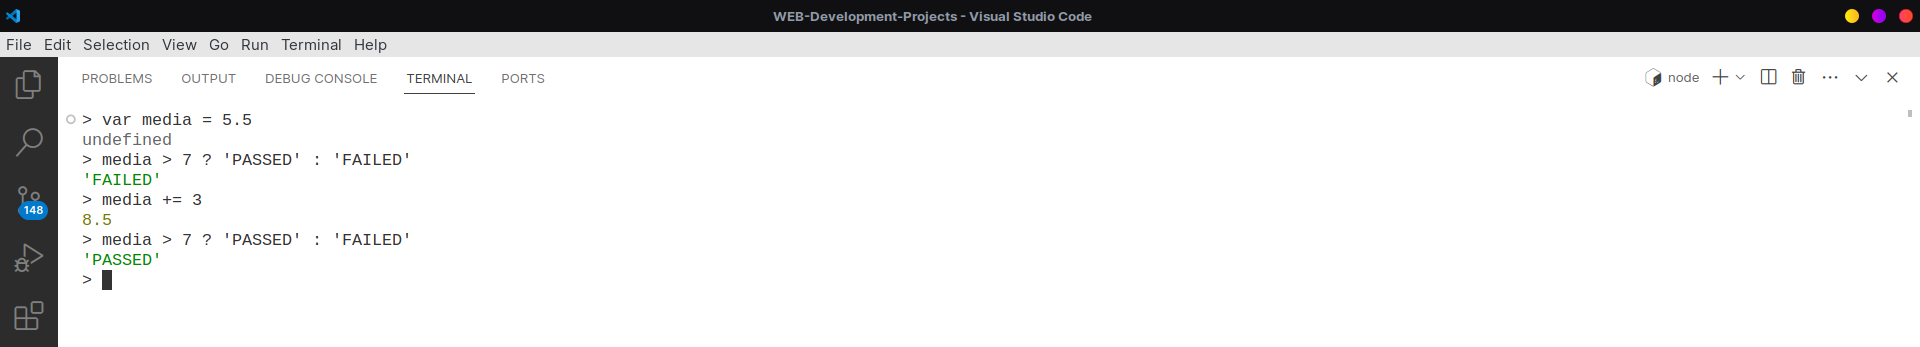 WEB-Development-Projects - Visual Studio Code
File Edit Selection View Go Run Terminal Help
PROBLEMS OUTPUT DEBUG CONSOLE TERMINAL PORTS node
> var media = 5.5
undefined
> media > 7 ? 'PASSED' : 'FAILED'
'FAILED'
> media += 3
8.5
> media > 7 ? 'PASSED' : 'FAILED'
'PASSED'
>
148